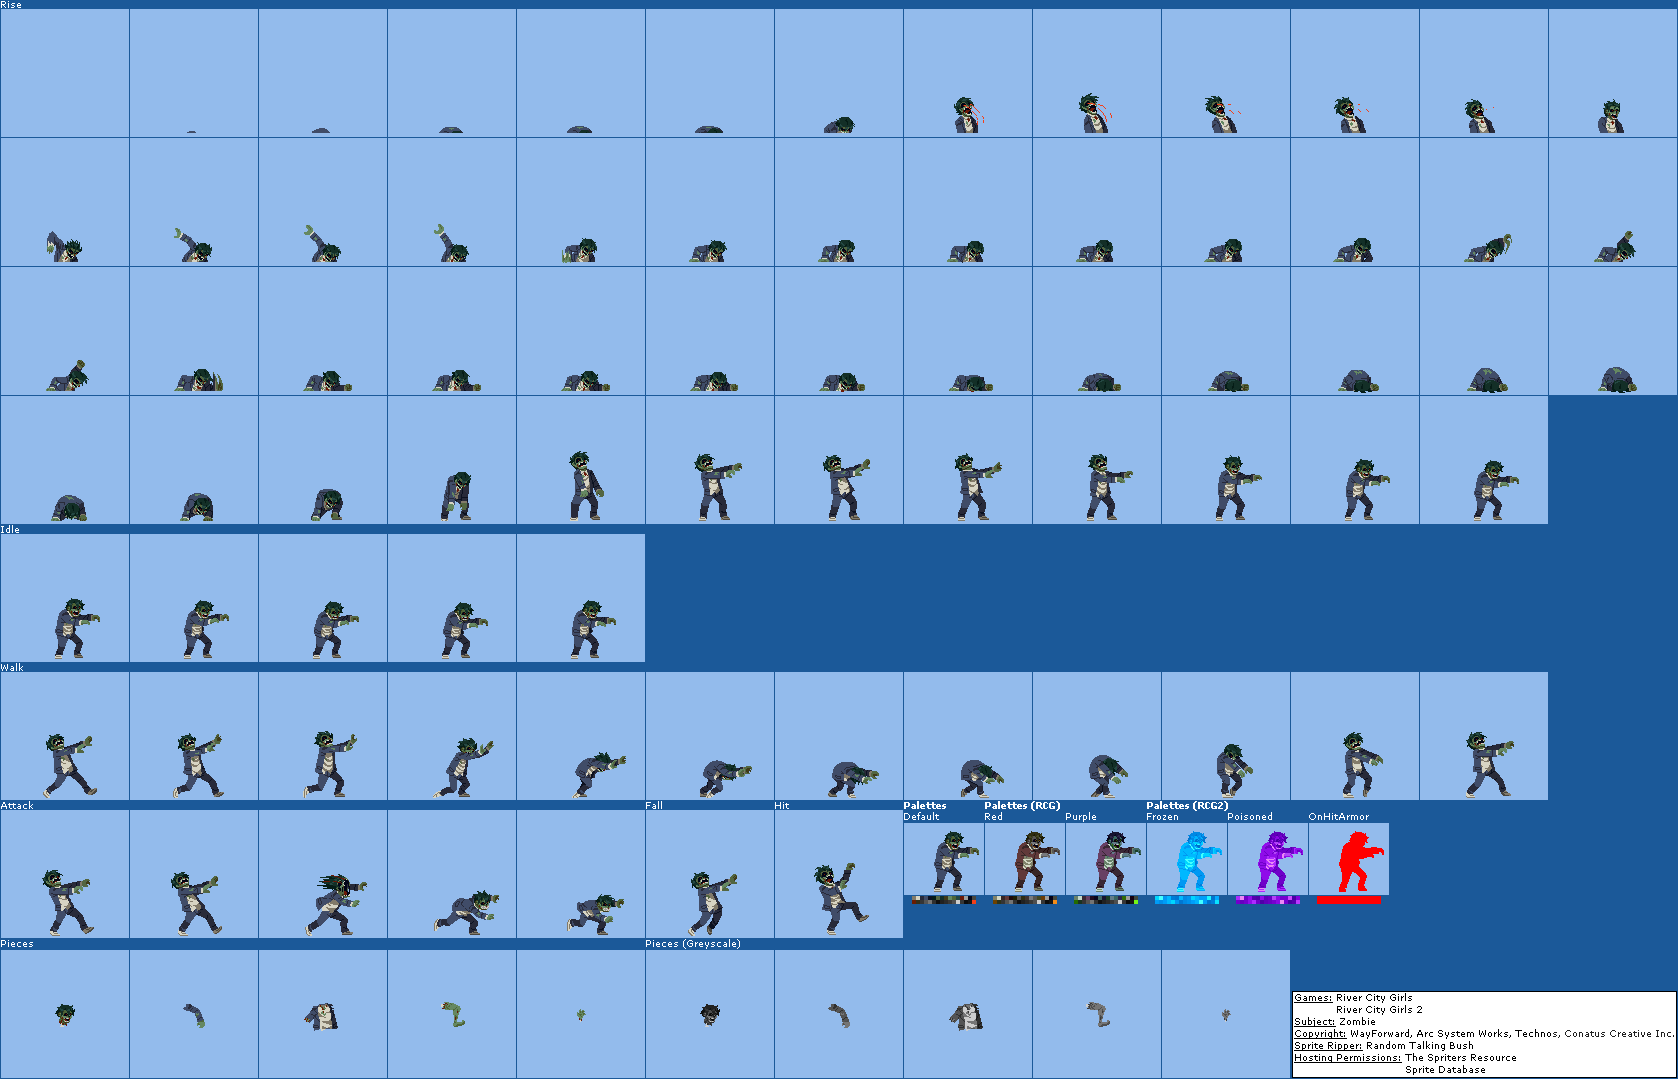 Rise
Idle
Walk
Attack
Fall
Hit
Palettes
Default
Palettes (RCG)
Red
Purple
Palettes (RCG2)
Frozen
Poisoned
OnHitArmor
Pieces
Pieces (Greyscale)
Games: River City Girls
River City Girls 2
Subject: Zombie
Copyright: WayForward, Arc System Works, Technos, Conatus Creative Inc.
Sprite Ripper: Random Talking Bush
Hosting Permissions: The Spriters Resource
Sprite Database